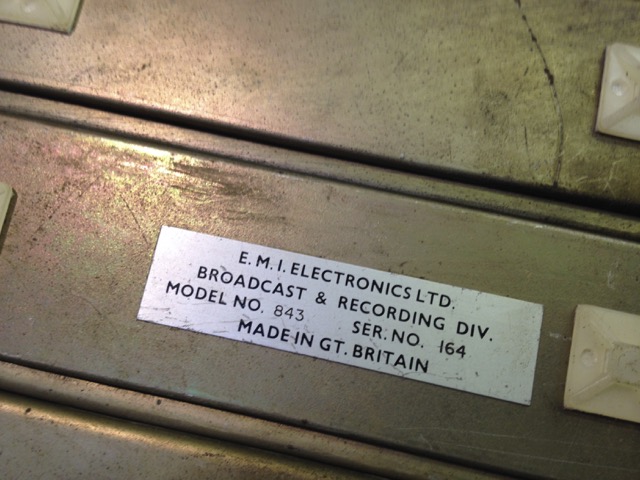 E.M.I. ELECTRONICS LTD.
BROADCAST & RECORDING DIV.
MODEL NO. 843 SER. NO. 164
MADE IN GT. BRITAIN